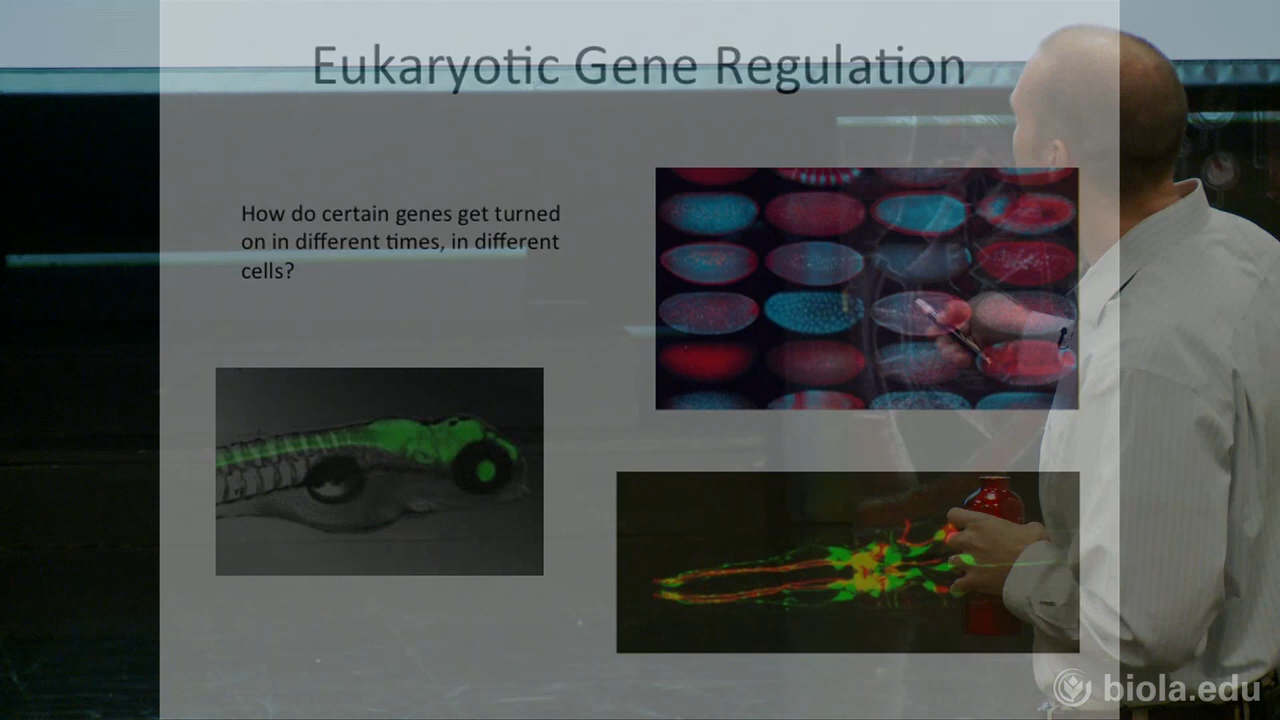 Eukaryotic Gene Regulation
How do certain genes get turned
on in different times, in different
cells?
biola.edu